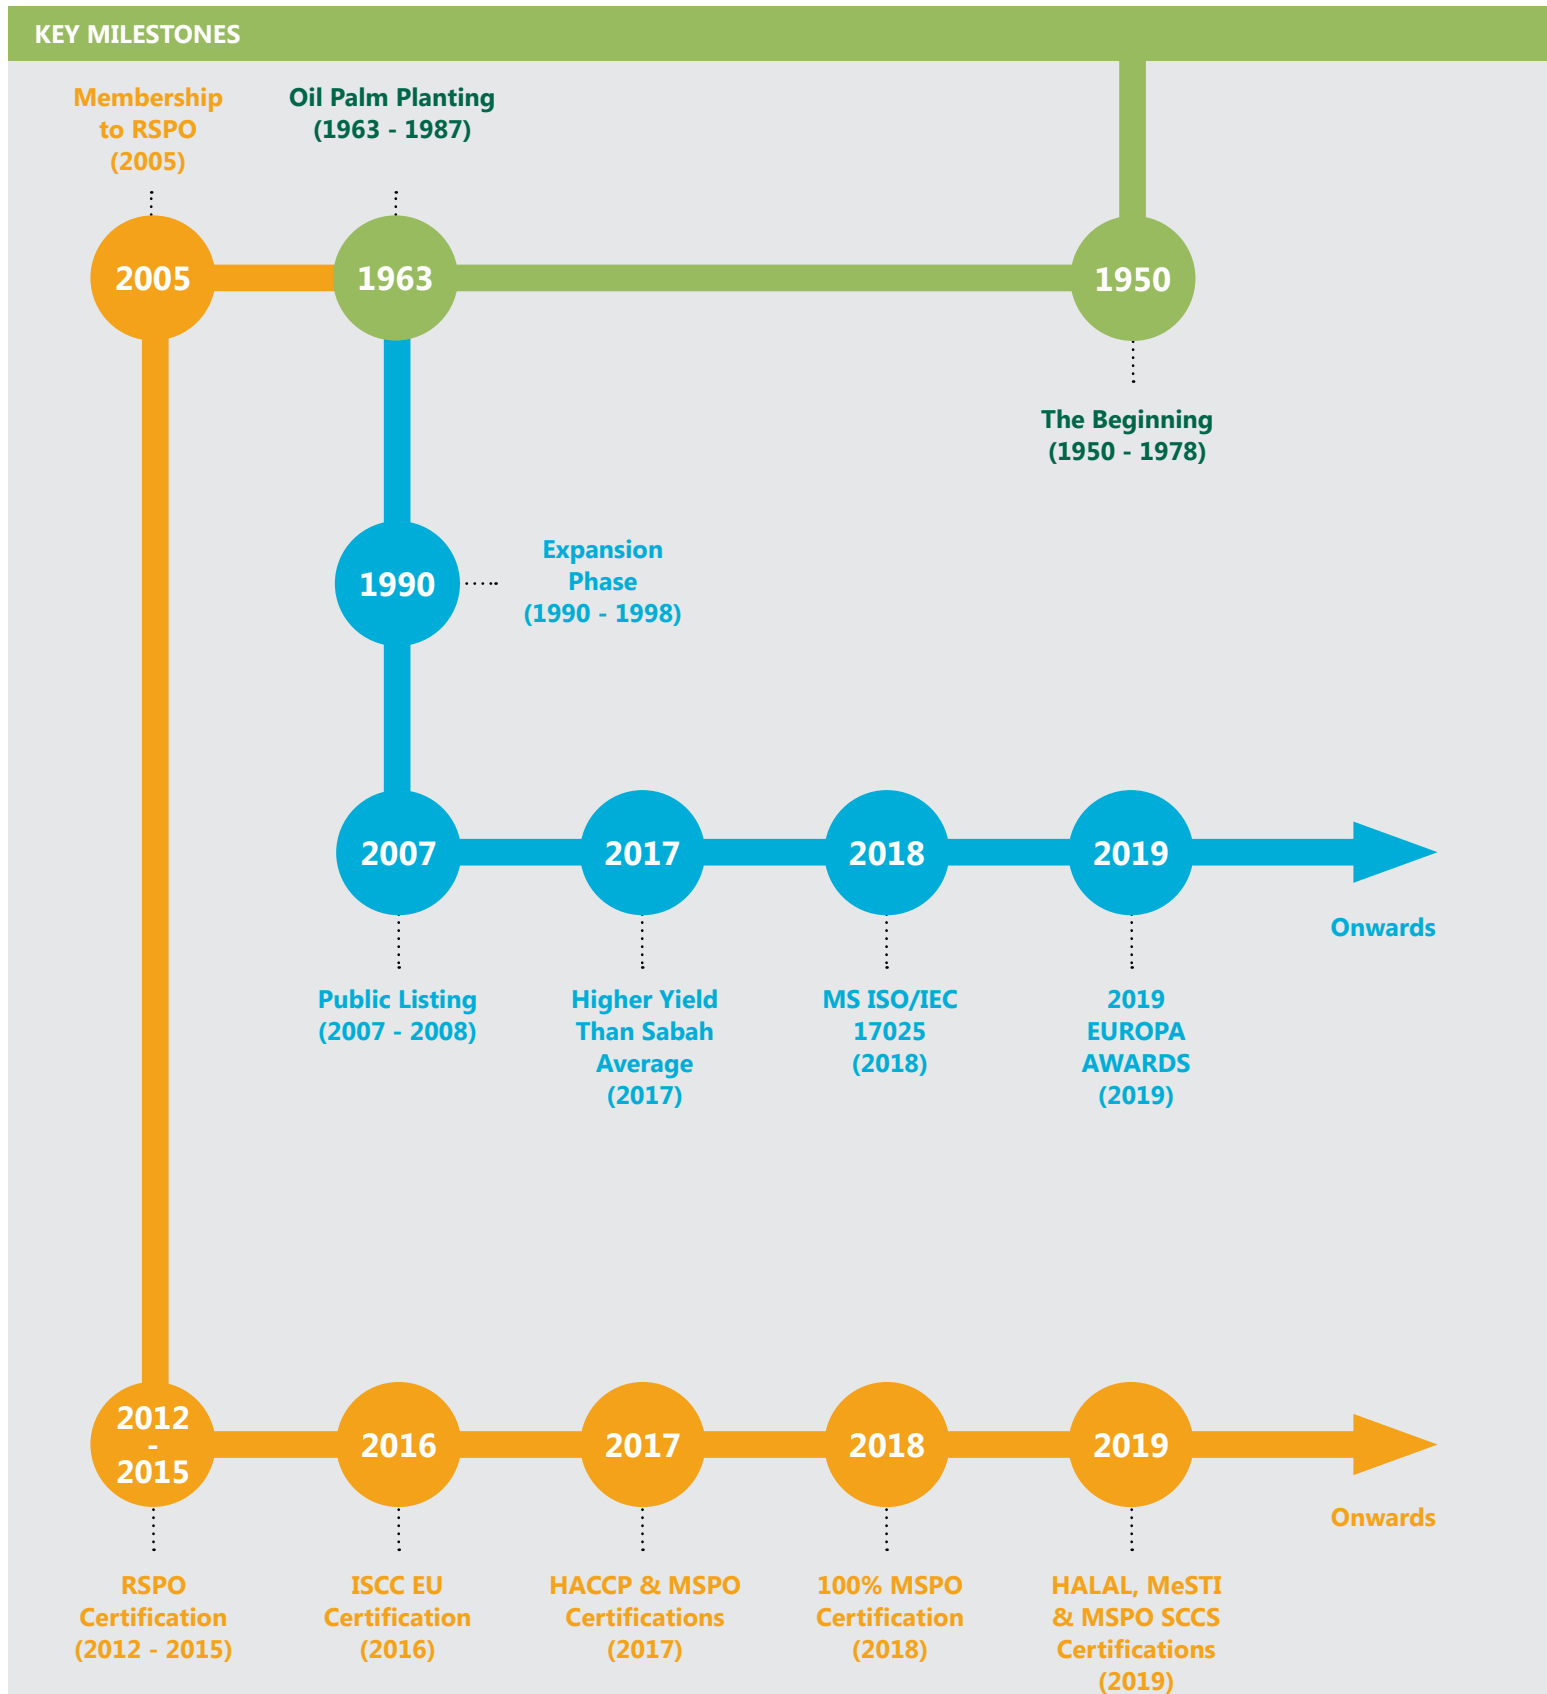 KEY MILESTONES
Membership
to RSPO
(2005)
Oil Palm Planting
(1963 - 1987)
2005
1963
1950
The Beginning
(1950 - 1978)
1990
Expansion
Phase
(1990 - 1998)
2007
2017
2018
2019
Onwards
Public Listing
(2007 - 2008)
Higher Yield
Than Sabah
Average
(2017)
MS ISO/IEC
17025
(2018)
2019
EUROPA
AWARDS
(2019)
2012
-
2015
2016
2017
2018
2019
Onwards
RSPO
Certification
(2012 - 2015)
ISCC EU
Certification
(2016)
HACCP & MSPO
Certifications
(2017)
100% MSPO
Certification
(2018)
HALAL, MeSTI
& MSPO SCCS
Certifications
(2019)